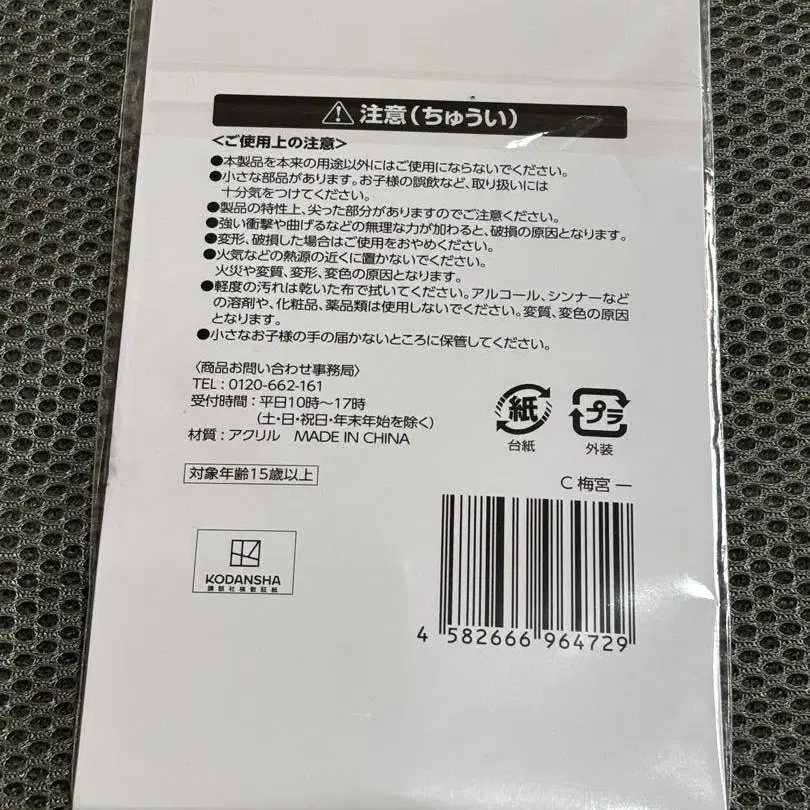 ⚠ 注意(ちゅうい)
<ご使用上の注意>
●本製品を本来の用途以外にはご使用にならないでください。
●小さな部品があります。お子様の誤飲など、取り扱いには
十分気をつけてください。
●製品の特性上、尖った部分がありますのでご注意ください。
●強い衝撃や曲げるなどの無理な力が加わると、破損の原因となります。
●変形、破損した場合はご使用をおやめください。
●火気などの熱源の近くに置かないでください。
火災や変質、変形、変色の原因となります。
●軽度の汚れは乾いた布で拭いてください。アルコール、シンナーなど
の溶剤や、化粧品、薬品類は使用しないでください。変質、変色の原因
となります。
●小さなお子様の手の届かないところに保管してください。
〈商品お問い合わせ事務局〉
TEL:0120-662-161
受付時間:平日10時~17時
(土・日・祝日・年末年始を除く)
材質:アクリル MADE IN CHINA
紙
台紙
プラ
外装
対象年齢15歳以上
C 梅宮 一
KODANSHA
講談社検数証紙
4 582666 964729